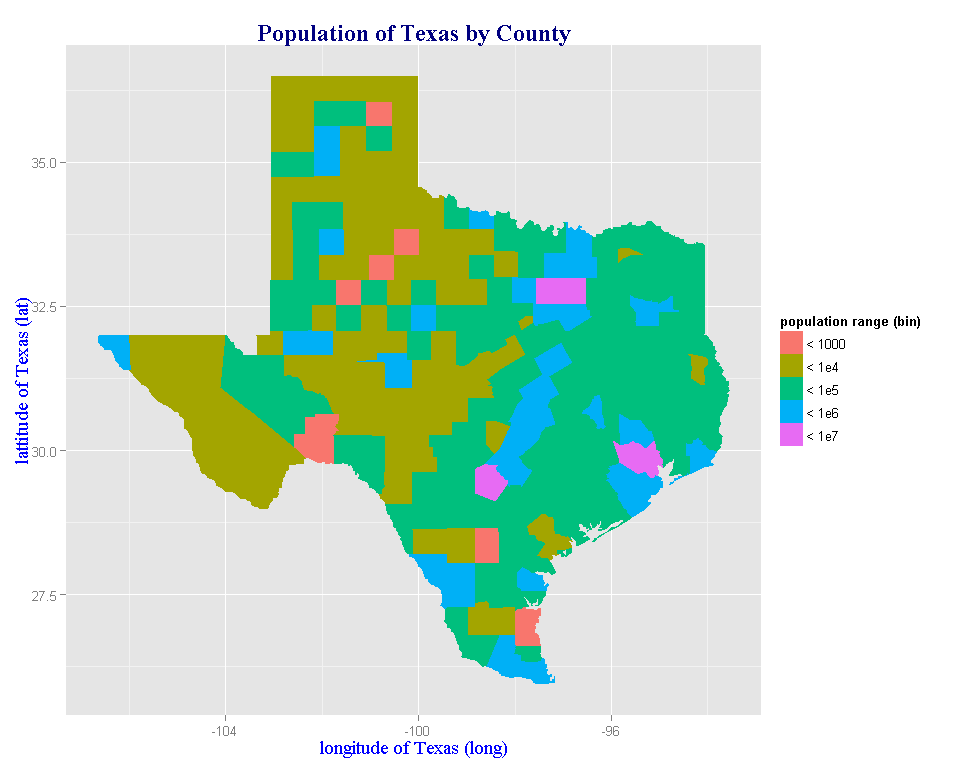 Population of Texas by County
lattitude of Texas (lat)
35.0
32.5
30.0
27.5
-104
-100
-96
longitude of Texas (long)
population range (bin)
< 1000
< 1e4
< 1e5
< 1e6
< 1e7